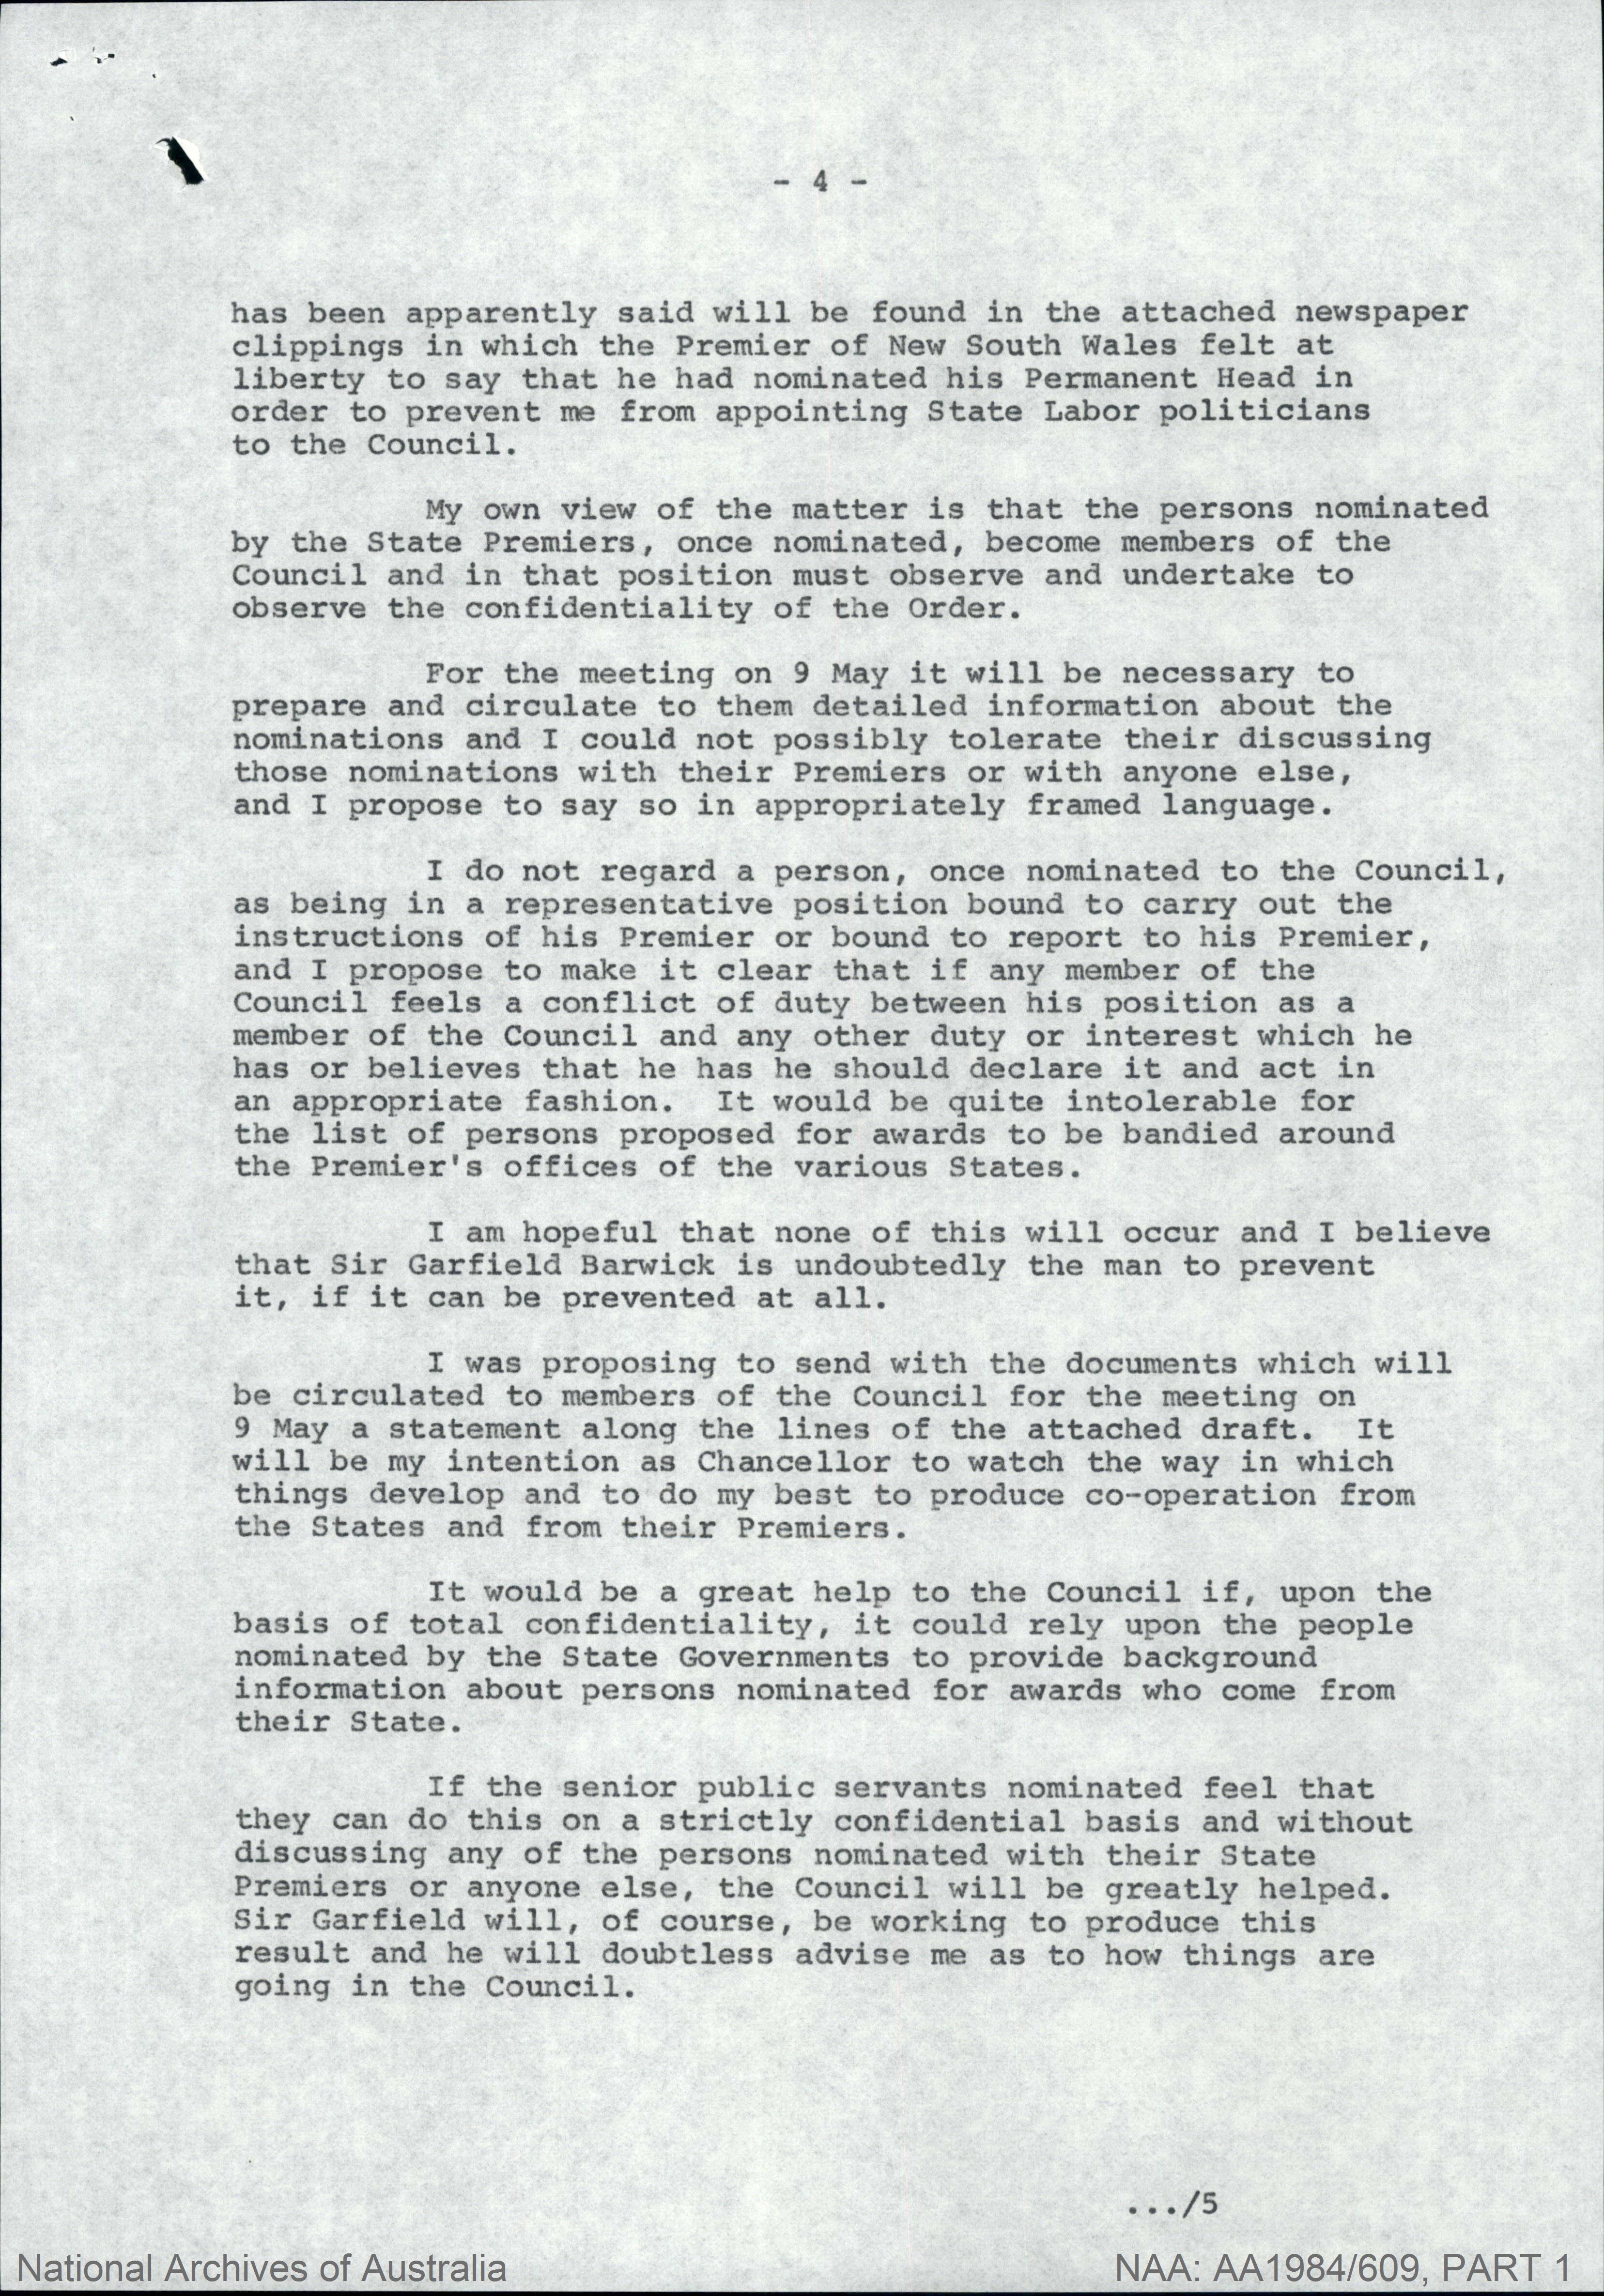 - 4 -
has been apparently said will be found in the attached newspaper
clippings in which the Premier of New South Wales felt at
liberty to say that he had nominated his Permanent Head in
order to prevent me from appointing State Labor politicians
to the Council.
My own view of the matter is that the persons nominated
by the State Premiers, once nominated, become members of the
Council and in that position must observe and undertake to
observe the confidentiality of the Order.
For the meeting on 9 May it will be necessary to
prepare and circulate to them detailed information about the
nominations and I could not possibly tolerate their discussing
those nominations with their Premiers or with anyone else,
and I propose to say so in appropriately framed language.
I do not regard a person, once nominated to the Council,
as being in a representative position bound to carry out the
instructions of his Premier or bound to report to his Premier,
and I propose to make it clear that if any member of the
Council feels a conflict of duty between his position as a
member of the Council and any other duty or interest which he
has or believes that he has he should declare it and act in
an appropriate fashion. It would be quite intolerable for
the list of persons proposed for awards to be bandied around
the Premier's offices of the various States.
I am hopeful that none of this will occur and I believe
that Sir Garfield Barwick is undoubtedly the man to prevent
it, if it can be prevented at all.
I was proposing to send with the documents which will
be circulated to members of the Council for the meeting on
9 May a statement along the lines of the attached draft. It
will be my intention as Chancellor to watch the way in which
things develop and to do my best to produce co-operation from
the States and from their Premiers.
It would be a great help to the Council if, upon the
basis of total confidentiality, it could rely upon the people
nominated by the State Governments to provide background
information about persons nominated for awards who come from
their State.
If the senior public servants nominated feel that
they can do this on a strictly confidential basis and without
discussing any of the persons nominated with their State
Premiers or anyone else, the Council will be greatly helped.
Sir Garfield will, of course, be working to produce this
result and he will doubtless advise me as to how things are
going in the Council.
.../5
National Archives of Australia
NAA: AA1984/609, PART 1